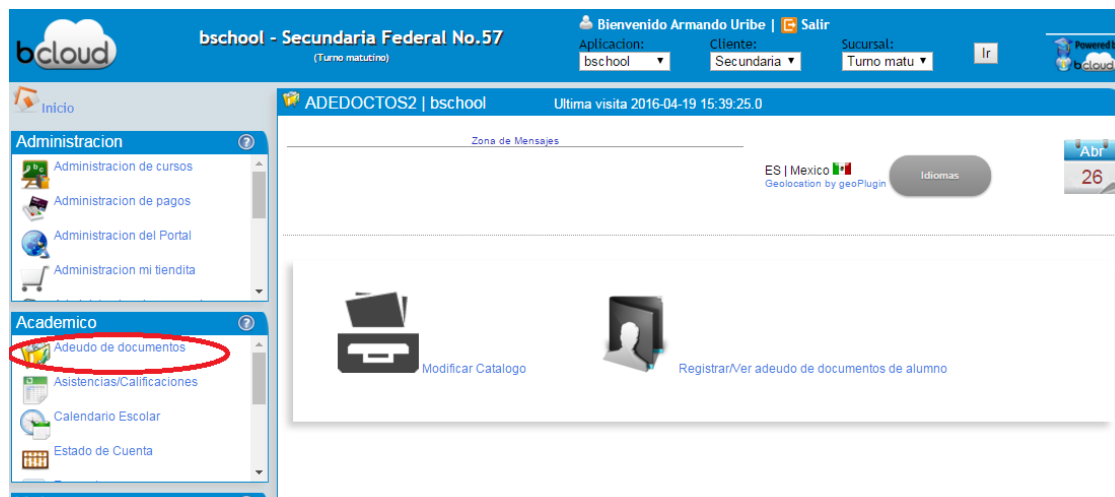 bcloud
bschool - Secundaria Federal No.57
(Turno matutino)
Bienvenido Armando Uribe | Salir
Aplicacion: Cliente: Sucursal:
bschool Secundaria Turno matu Ir
Powered b
bcloud
Inicio
ADEDOCTOS2 | bschool Ultima visita 2016-04-19 15:39:25.0
Administracion
Administracion de cursos
Administracion de pagos
Administracion del Portal
Administracion mi tiendita
Zona de Mensajes
ES | Mexico
Geolocation by geoPlugin
Idiomas
Abr
26
Academico
Adeudo de documentos
Asistencias/Calificaciones
Calendario Escolar
Estado de Cuenta
Modificar Catalogo
Registrar/Ver adeudo de documentos de alumno